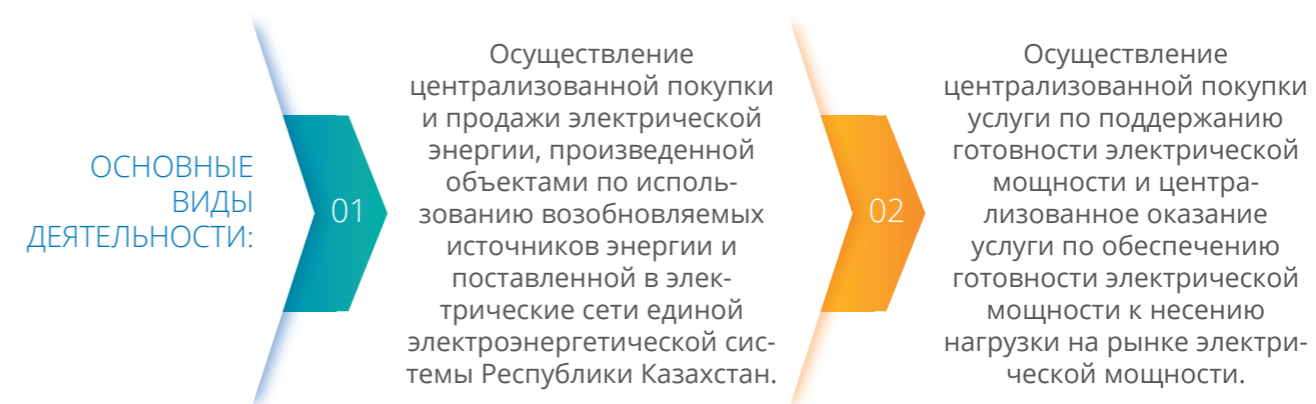 ОСНОВНЫЕ
ВИДЫ
ДЕЯТЕЛЬНОСТИ:
01
Осуществление
централизованной покупки
и продажи электрической
энергии, произведенной
объектами по исполь-
зованию возобновляемых
источников энергии и
поставленной в элек-
трические сети единой
электроэнергетической сис-
темы Республики Казахстан.
02
Осуществление
централизованной покупки
услуги по поддержанию
готовности электрической
мощности и центра-
лизованное оказание
услуги по обеспечению
готовности электрической
мощности к несению
нагрузки на рынке электри-
ческой мощности.